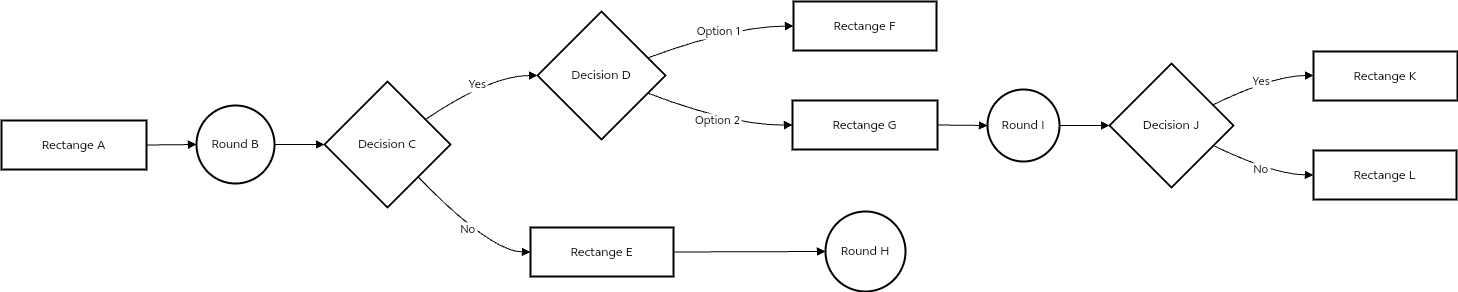 Rectange A
Round B
Decision C
Yes
No
Decision D
Option 1
Option 2
Rectange E
Rectange F
Rectange G
Round H
Round I
Decision J
Yes
No
Rectange K
Rectange L